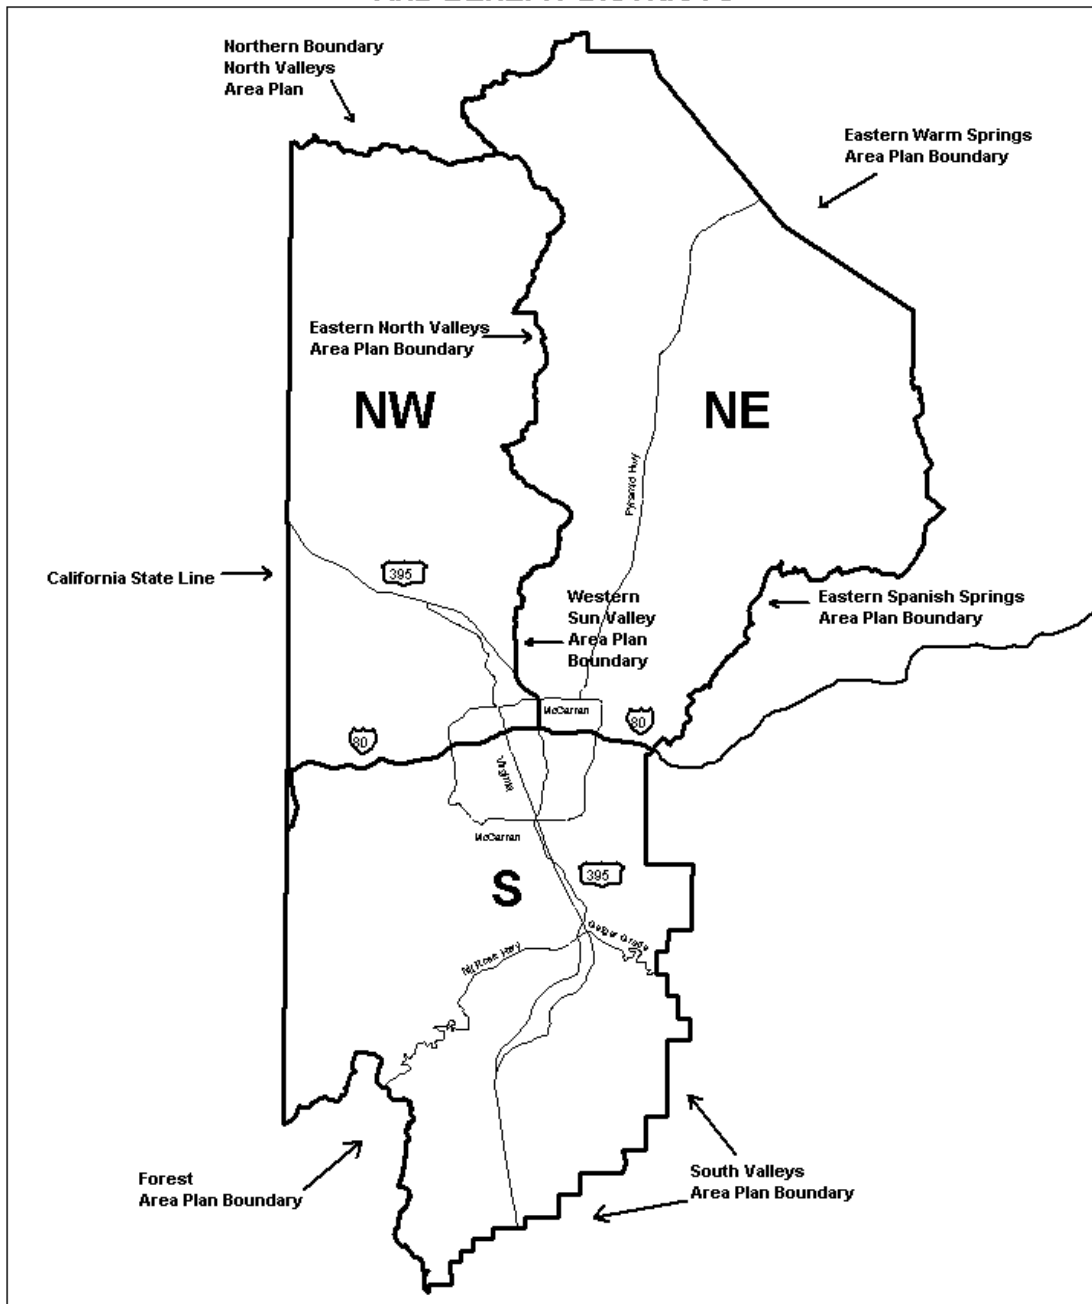 AND BENEFIT DISTRICTS
Northern Boundary
North Valleys
Area Plan
Eastern Warm Springs
Area Plan Boundary
Eastern North Valleys
Area Plan Boundary
NW
NE
Pyramid Hwy
395
California State Line
Western
Sun Valley
Area Plan
Boundary
Eastern Spanish Springs
Area Plan Boundary
McCarran
80
80
Virginia
McCarran
S
395
Geiger Grade
Mt Rose Hwy
Forest
Area Plan Boundary
South Valleys
Area Plan Boundary